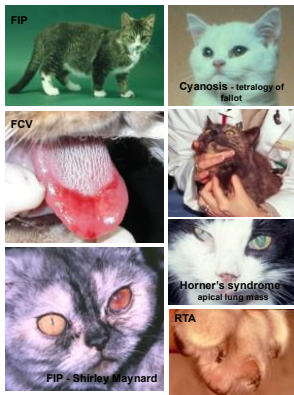 FIP
Cyanosis - tetralogy of
fallot
FCV
Horner's syndrome
apical lung mass
FIP - Shirley Maynard
RTA